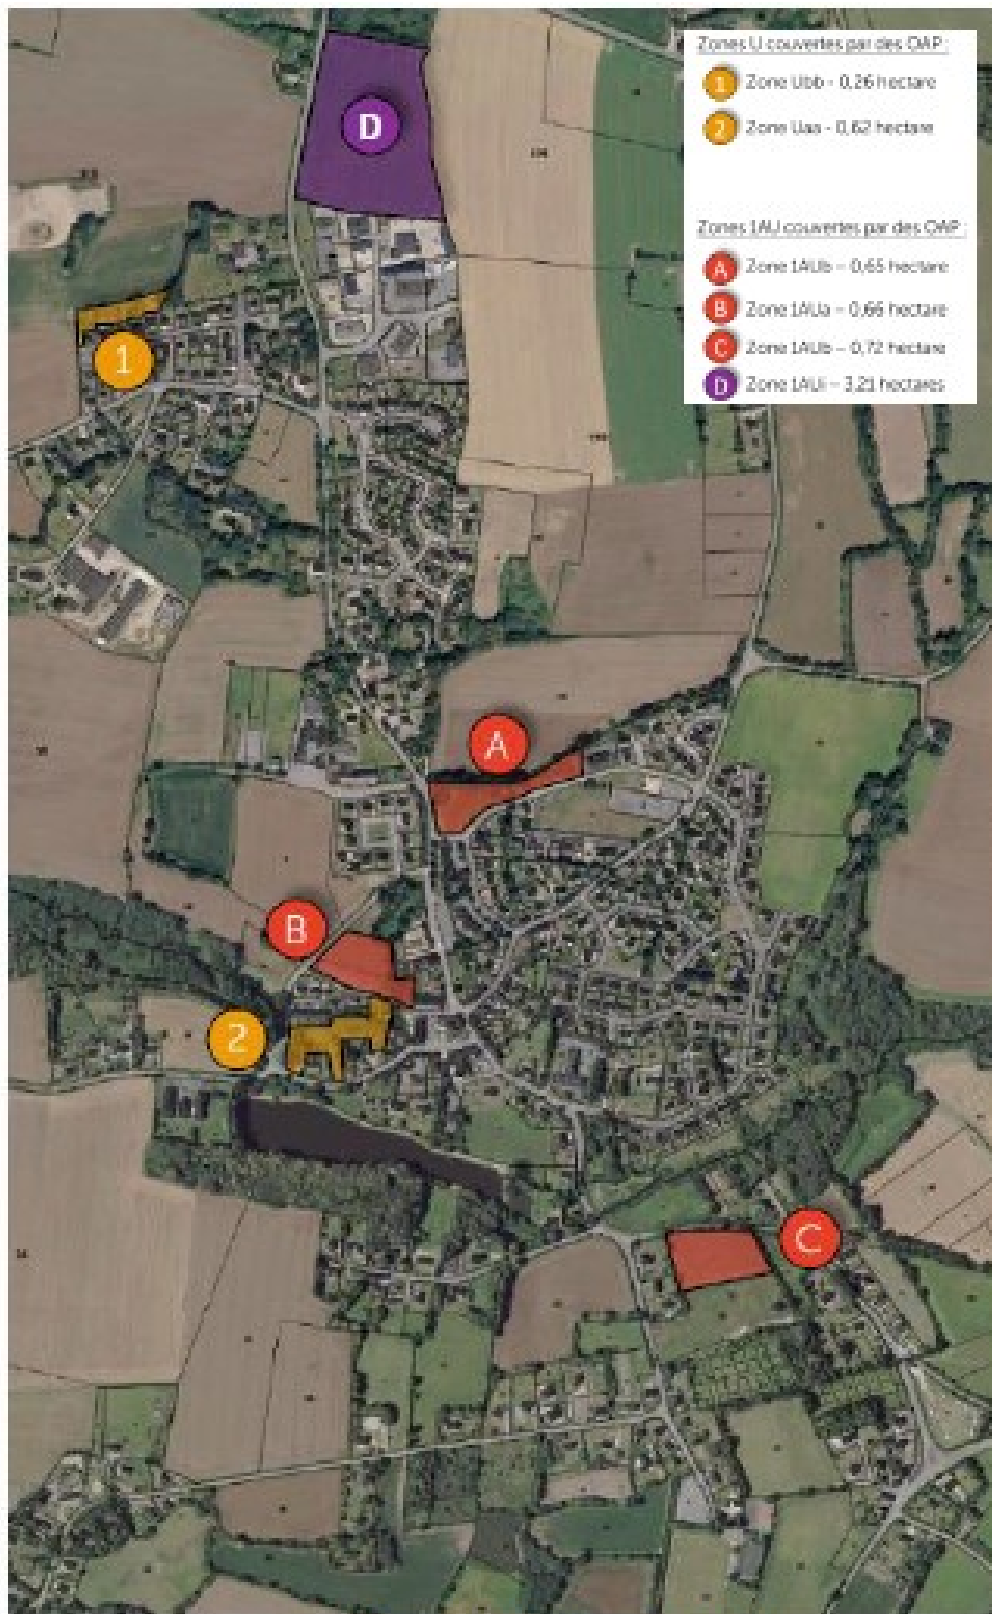 Zones U couvertes par des OAP :
1 Zone Ubb - 0,26 hectare
2 Zone Uaa - 0,62 hectare
Zones 1AU couvertes par des OAP :
A Zone 1AUb – 0,65 hectare
B Zone 1AUa – 0,66 hectare
C Zone 1AUb – 0,72 hectare
D Zone 1AUi – 3,21 hectares
D
1
A
B
2
C